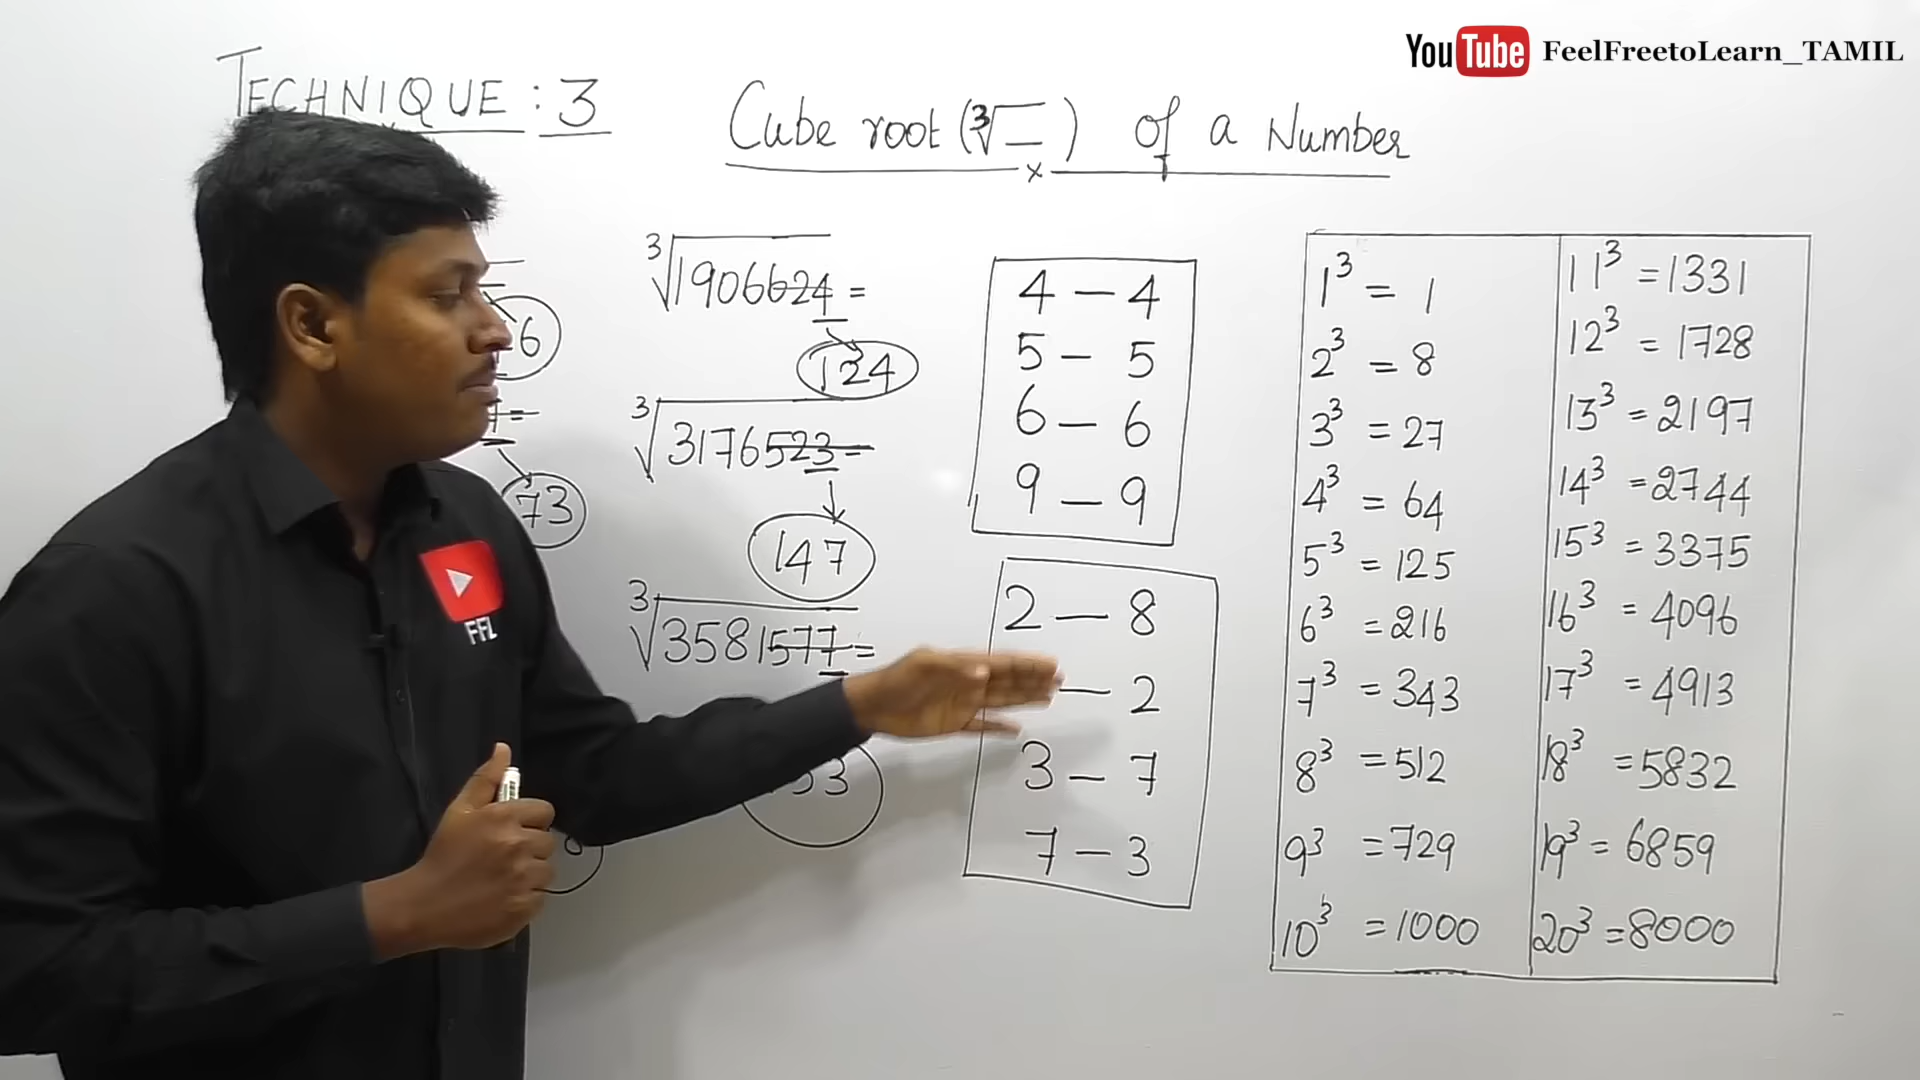 YouTube FeelFreetoLearn_TAMIL
TECHNIQUE : 3
Cube root (∛—) of a Number
x
∛1906624 =
124
∛3176523 =
147
∛3581577 =
53
6
73
4 – 4
5 – 5
6 – 6
9 – 9
2 – 8
– 2
3 – 7
7 – 3
1³ = 1
2³ = 8
3³ = 27
4³ = 64
5³ = 125
6³ = 216
7³ = 343
8³ = 512
9³ = 729
10³ = 1000
11³ = 1331
12³ = 1728
13³ = 2197
14³ = 2744
15³ = 3375
16³ = 4096
17³ = 4913
18³ = 5832
19³ = 6859
20³ = 8000
FFL